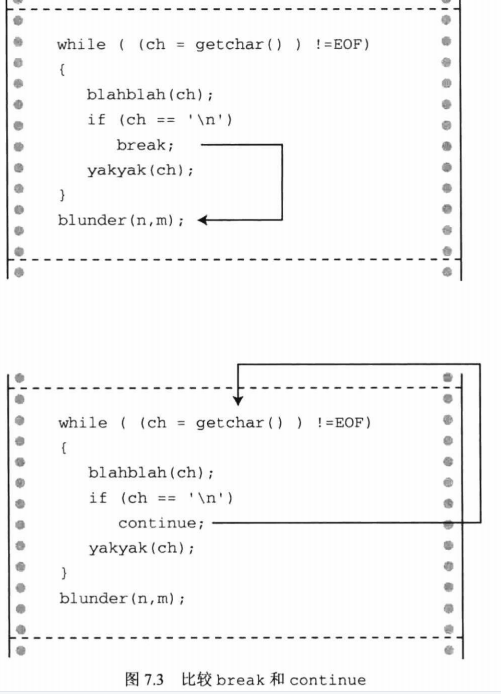 while ( (ch = getchar() ) !=EOF)
{
blahblah(ch);
if (ch == '\n')
break;
yakyak(ch);
}
blunder(n,m);
while ( (ch = getchar() ) !=EOF)
{
blahblah(ch);
if (ch == '\n')
continue;
yakyak(ch);
}
blunder(n,m);
图 7.3 比较 break 和 continue